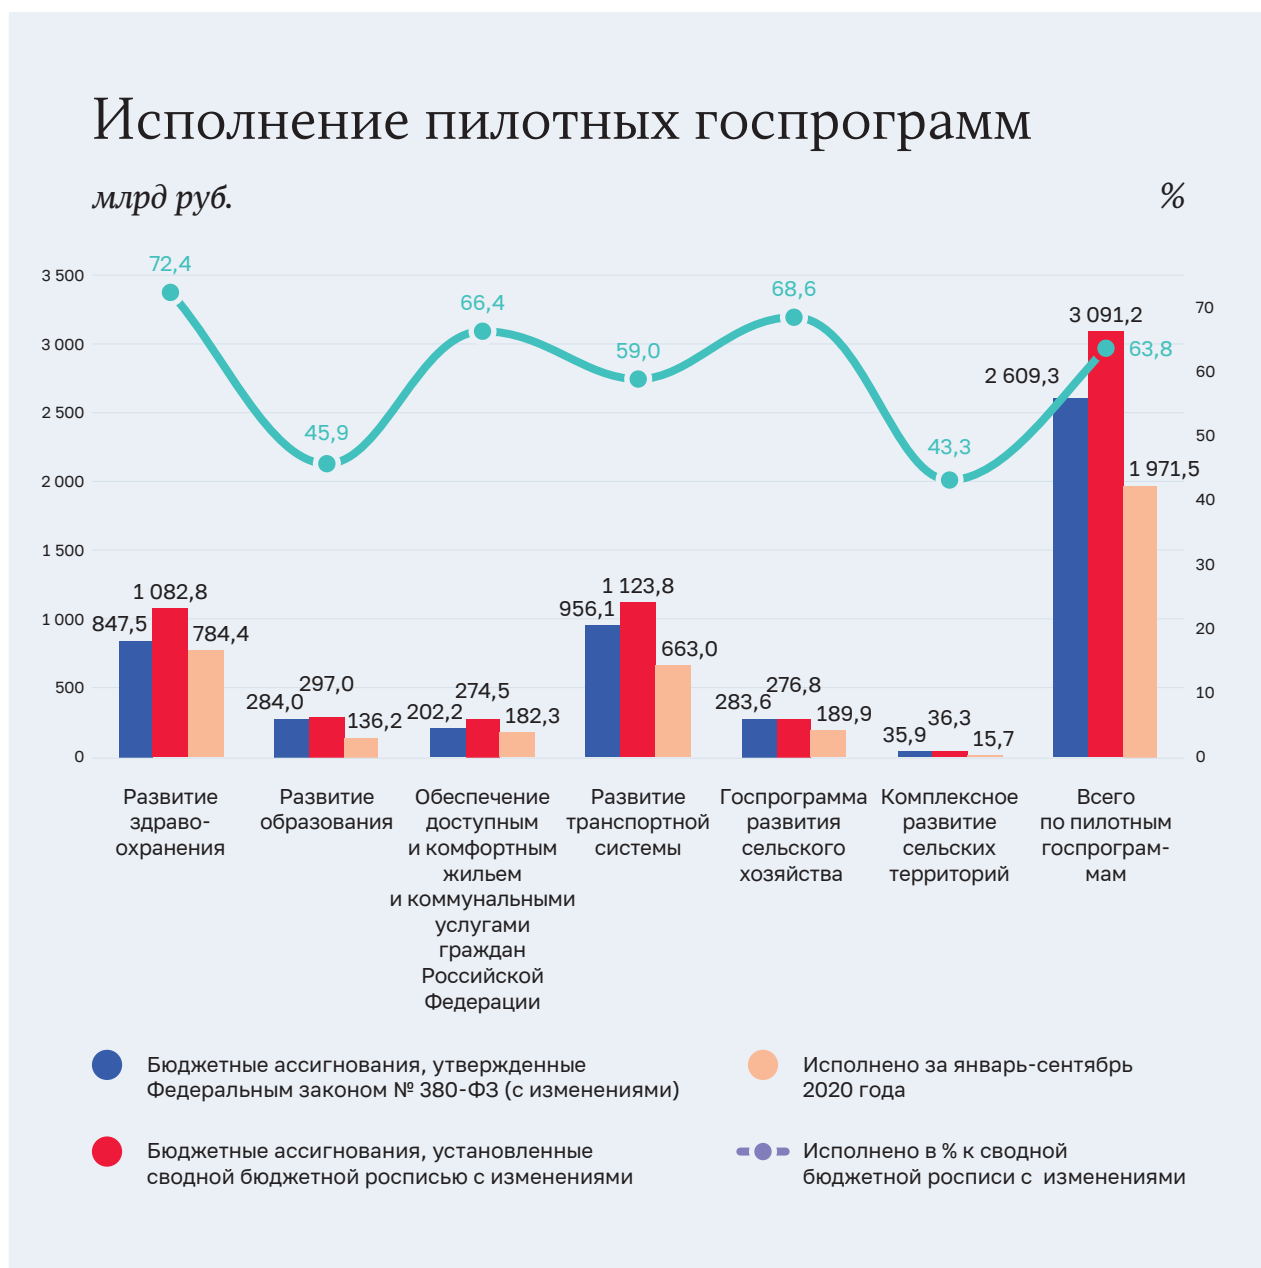 Исполнение пилотных госпрограмм
млрд руб.
%
3 500
3 000
2 500
2 000
1 500
1 000
500
0
70
60
50
40
30
20
10
0
72,4
45,9
66,4
59,0
68,6
43,3
63,8
847,5
1 082,8
784,4
284,0
297,0
136,2
202,2
274,5
182,3
956,1
1 123,8
663,0
283,6
276,8
189,9
35,9
36,3
15,7
2 609,3
3 091,2
1 971,5
Развитие
здраво-
охранения
Развитие
образования
Обеспечение
доступным
и комфортным
жильем
и коммунальными
услугами
граждан
Российской
Федерации
Развитие
транспортной
системы
Госпрограмма
развития
сельского
хозяйства
Комплексное
развитие
сельских
территорий
Всего
по пилотным
госпрограм-
мам
Бюджетные ассигнования, утвержденные
Федеральным законом № 380-ФЗ (с изменениями)
Бюджетные ассигнования, установленные
сводной бюджетной росписью с изменениями
Исполнено за январь-сентябрь
2020 года
Исполнено в % к сводной
бюджетной росписи с изменениями